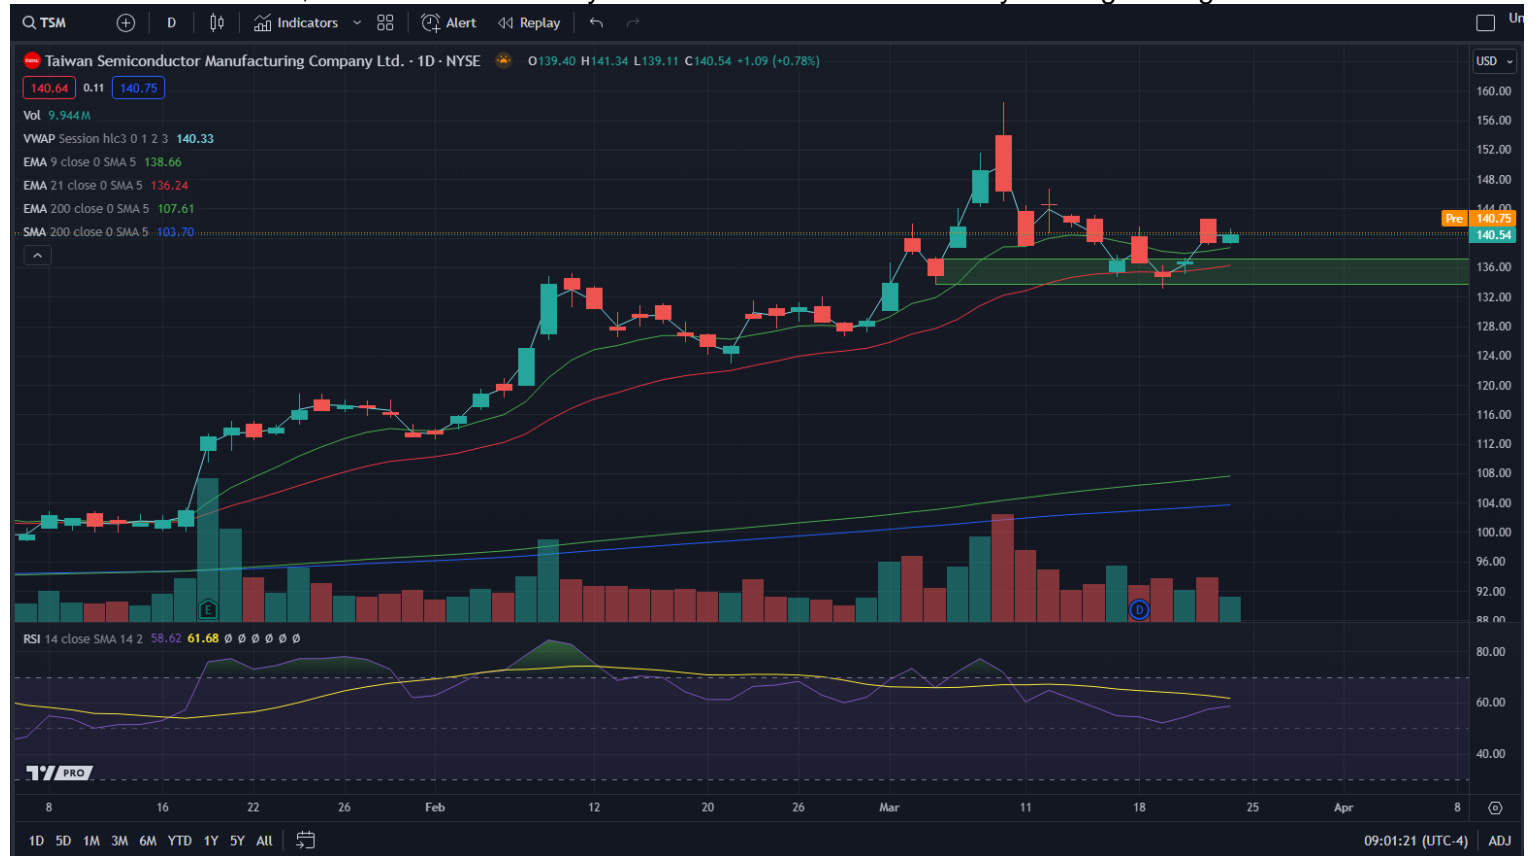 TSM D Indicators Alert Replay Un
Taiwan Semiconductor Manufacturing Company Ltd. · 1D · NYSE O139.40 H141.34 L139.11 C140.54 +1.09 (+0.78%) USD
140.64 0.11 140.75
Vol 9.944M
VWAP Session hlc3 0 1 2 3 140.33
EMA 9 close 0 SMA 5 138.66
EMA 21 close 0 SMA 5 136.24
EMA 200 close 0 SMA 5 107.61
SMA 200 close 0 SMA 5 103.70
160.00
156.00
152.00
148.00
144.00
Pre 140.75
140.54
136.00
132.00
128.00
124.00
120.00
116.00
112.00
108.00
104.00
100.00
96.00
92.00
88.00
E D
RSI 14 close SMA 14 2 58.62 61.68 Ø Ø Ø Ø Ø Ø
80.00
60.00
40.00
PRO
8 16 22 26 Feb 12 20 26 Mar 11 18 25 Apr 8
1D 5D 1M 3M 6M YTD 1Y 5Y All 09:01:21 (UTC-4) ADJ